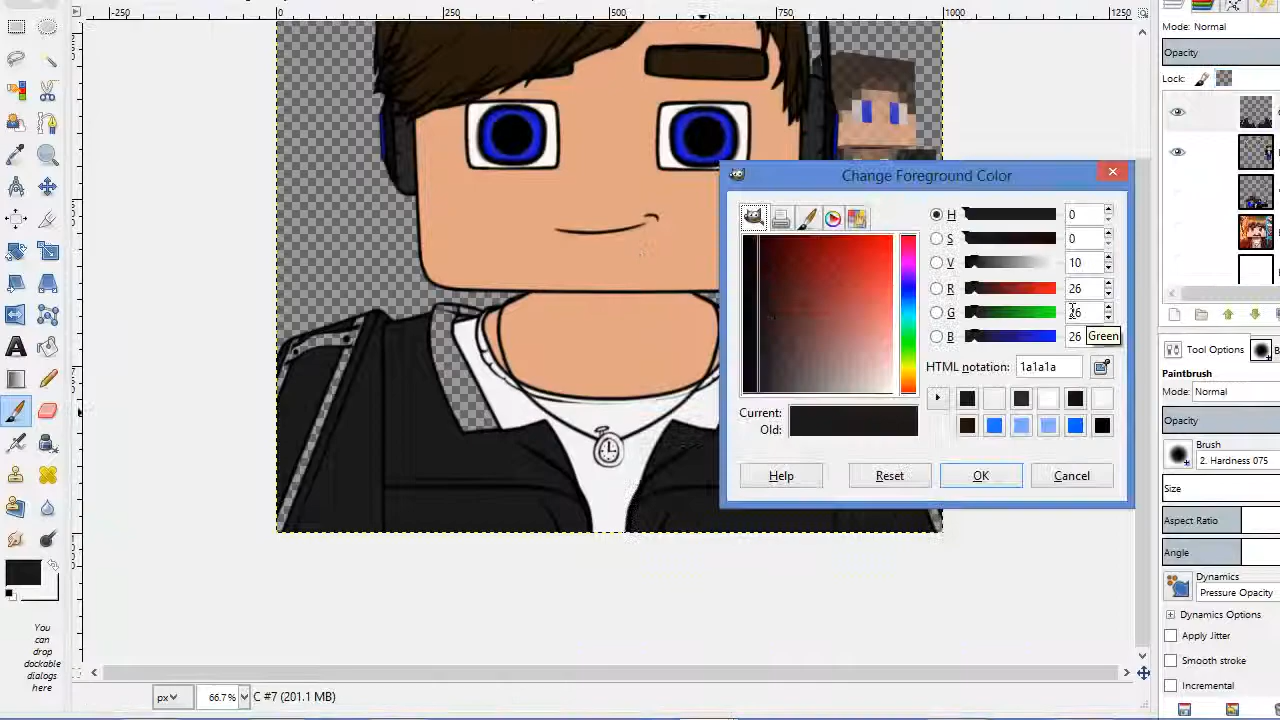 -250
0
250
500
750
1000
1250
Mode: Normal
Opacity
Lock:
Change Foreground Color
H 0
S 0
V 10
R 26
G
B 26
Green
HTML notation: 1a1a1a
Current:
Old:
Help
Reset
OK
Cancel
Tool Options
Paintbrush
Mode: Normal
Opacity
Brush
2. Hardness 075
Size
Aspect Ratio
Angle
Dynamics
Pressure Opacity
Dynamics Options
Apply Jitter
Smooth stroke
Incremental
You
can
drop
dockable
dialogs
here
px
66.7%
C #7 (201.1 MB)